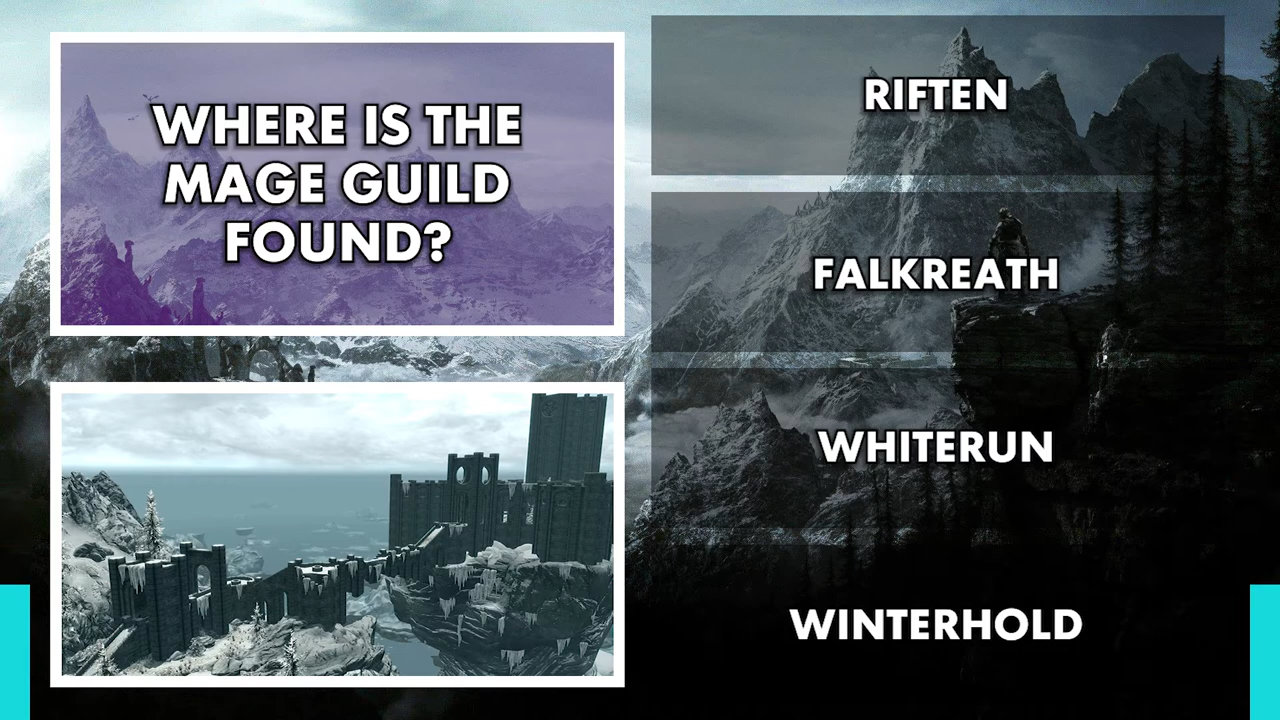 WHERE IS THE
MAGE GUILD
FOUND?
RIFTEN
FALKREATH
WHITERUN
WINTERHOLD